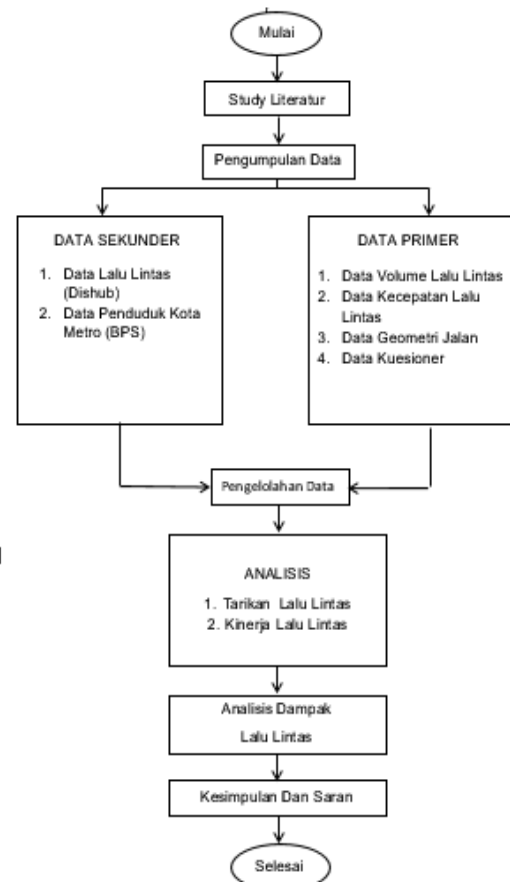 Mulai
Study Literatur
Pengumpulan Data
DATA SEKUNDER
1. Data Lalu Lintas
(Dishub)
2. Data Penduduk Kota
Metro (BPS)
DATA PRIMER
1. Data Volume Lalu Lintas
2. Data Kecepatan Lalu
Lintas
3. Data Geometri Jalan
4. Data Kuesioner
Pengelolahan Data
ANALISIS
1. Tarikan Lalu Lintas
2. Kinerja Lalu Lintas
Analisis Dampak
Lalu Lintas
Kesimpulan Dan Saran
Selesai